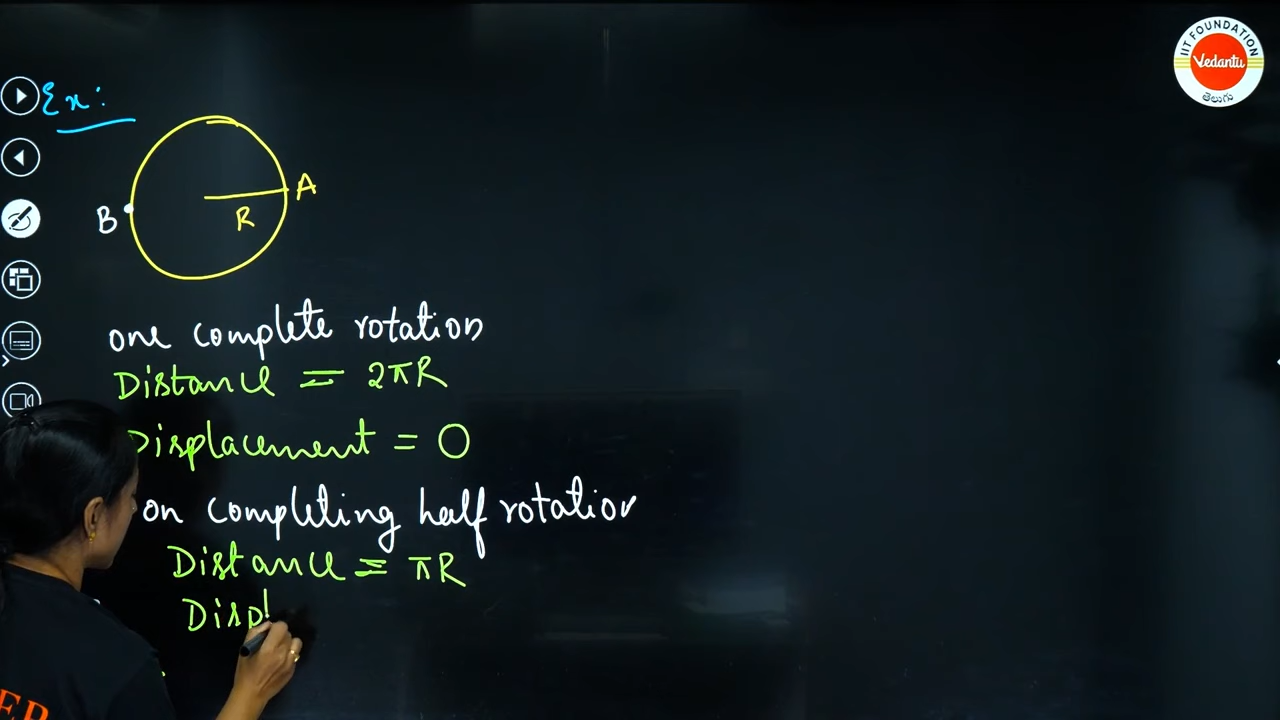 IIT FOUNDATION
Vedantu
తెలుగు
Ex:
A
B
R
one complete rotation
Distance = 2πR
Displacement = 0
on completing half rotation
Distance = πR
Displ